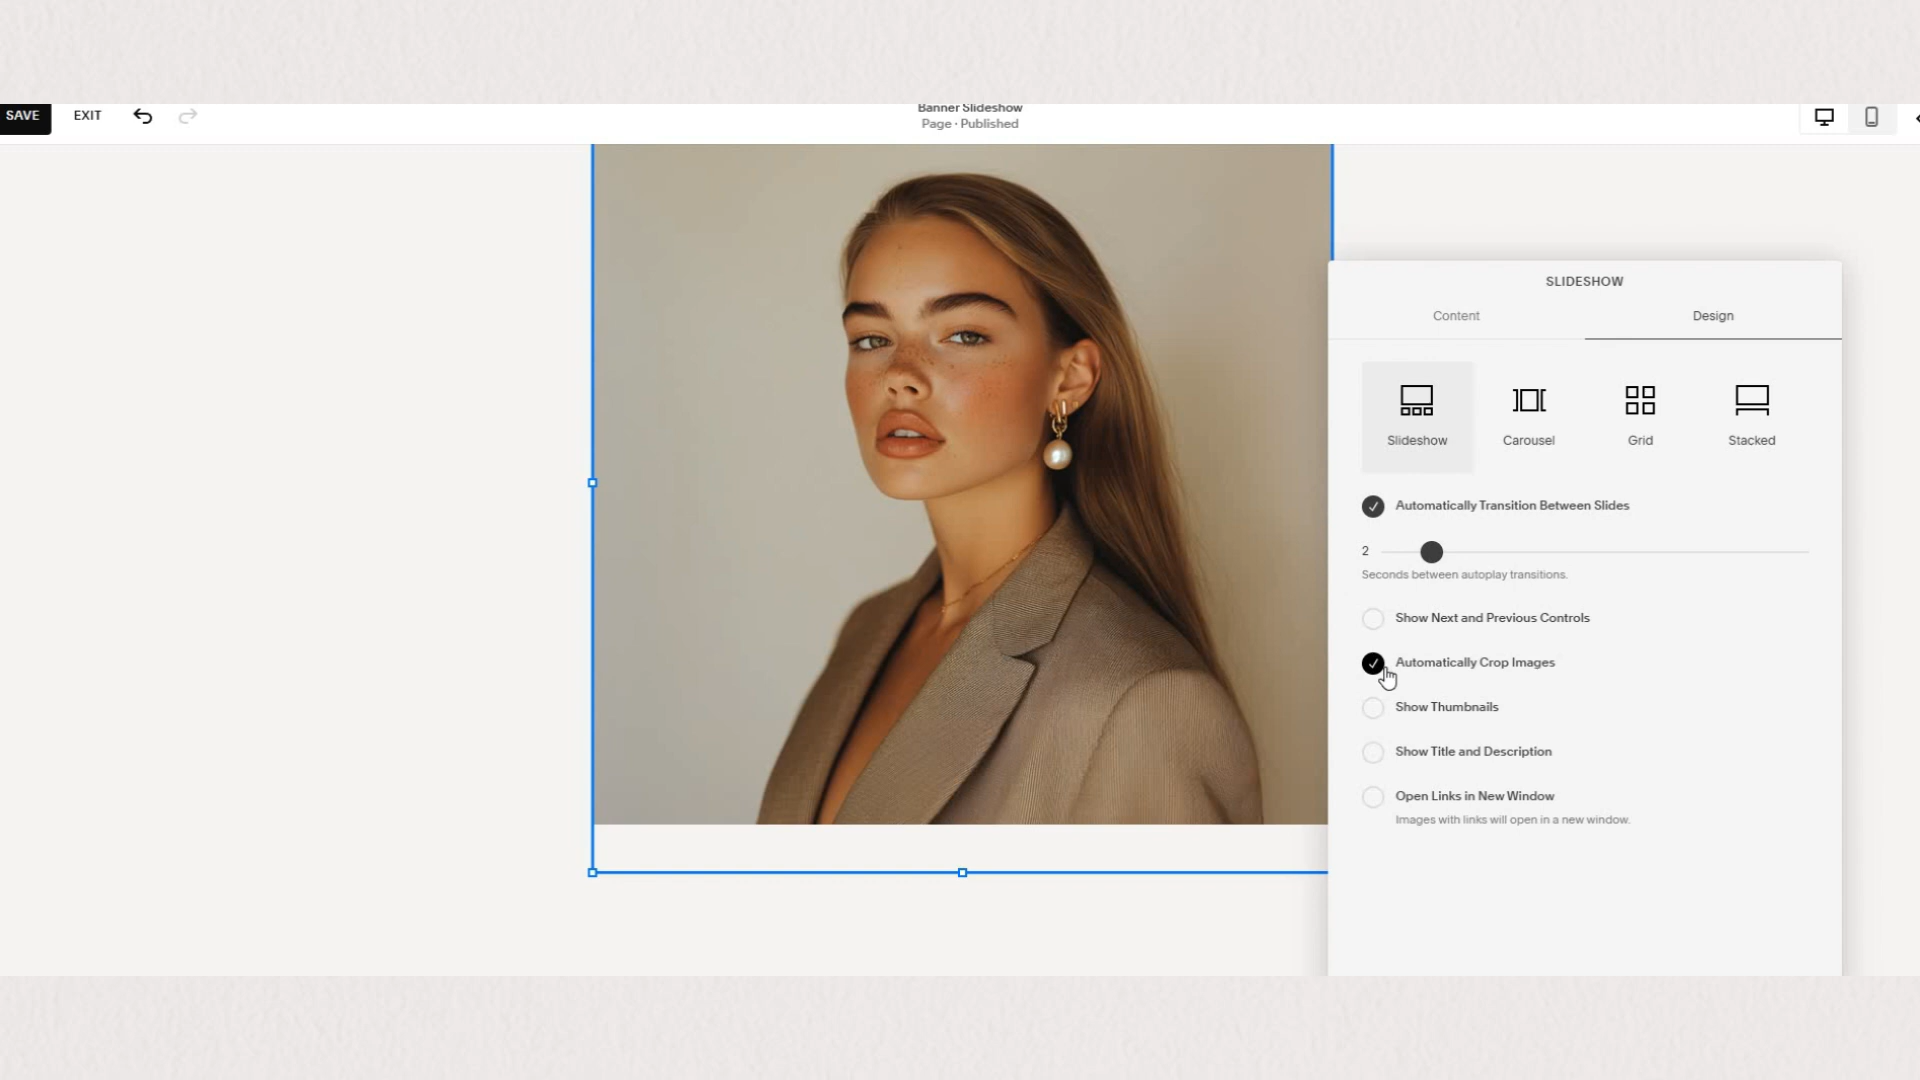 SAVE
EXIT
Banner Slideshow
Page · Published
SLIDESHOW
Content
Design
Slideshow
Carousel
Grid
Stacked
Automatically Transition Between Slides
2
Seconds between autoplay transitions.
Show Next and Previous Controls
Automatically Crop Images
Show Thumbnails
Show Title and Description
Open Links in New Window
Images with links will open in a new window.